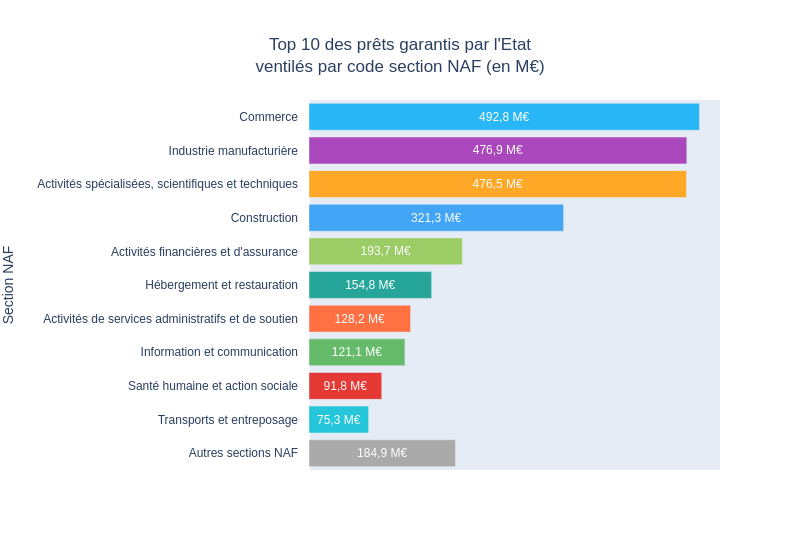 Top 10 des prêts garantis par l'Etat
ventilés par code section NAF (en M€)
Section NAF
Commerce 492,8 M€
Industrie manufacturière 476,9 M€
Activités spécialisées, scientifiques et techniques 476,5 M€
Construction 321,3 M€
Activités financières et d'assurance 193,7 M€
Hébergement et restauration 154,8 M€
Activités de services administratifs et de soutien 128,2 M€
Information et communication 121,1 M€
Santé humaine et action sociale 91,8 M€
Transports et entreposage 75,3 M€
Autres sections NAF 184,9 M€